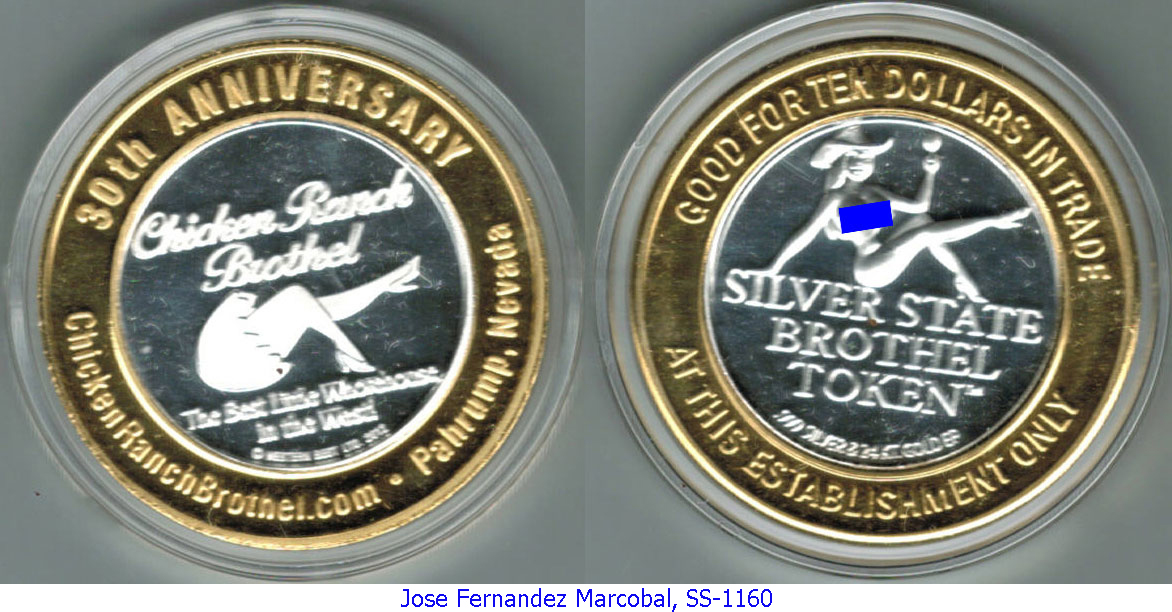 30th ANNIVERSARY
Chicken Ranch
Brothel
The Best Little Whorehouse
In the West!
ChickenRanchBrothel.com • Pahrump, Nevada
GOOD FOR TEN DOLLARS IN TRADE
SILVER STATE
BROTHEL
TOKEN™
AT THIS ESTABLISHMENT ONLY
Jose Fernandez Marcobal, SS-1160